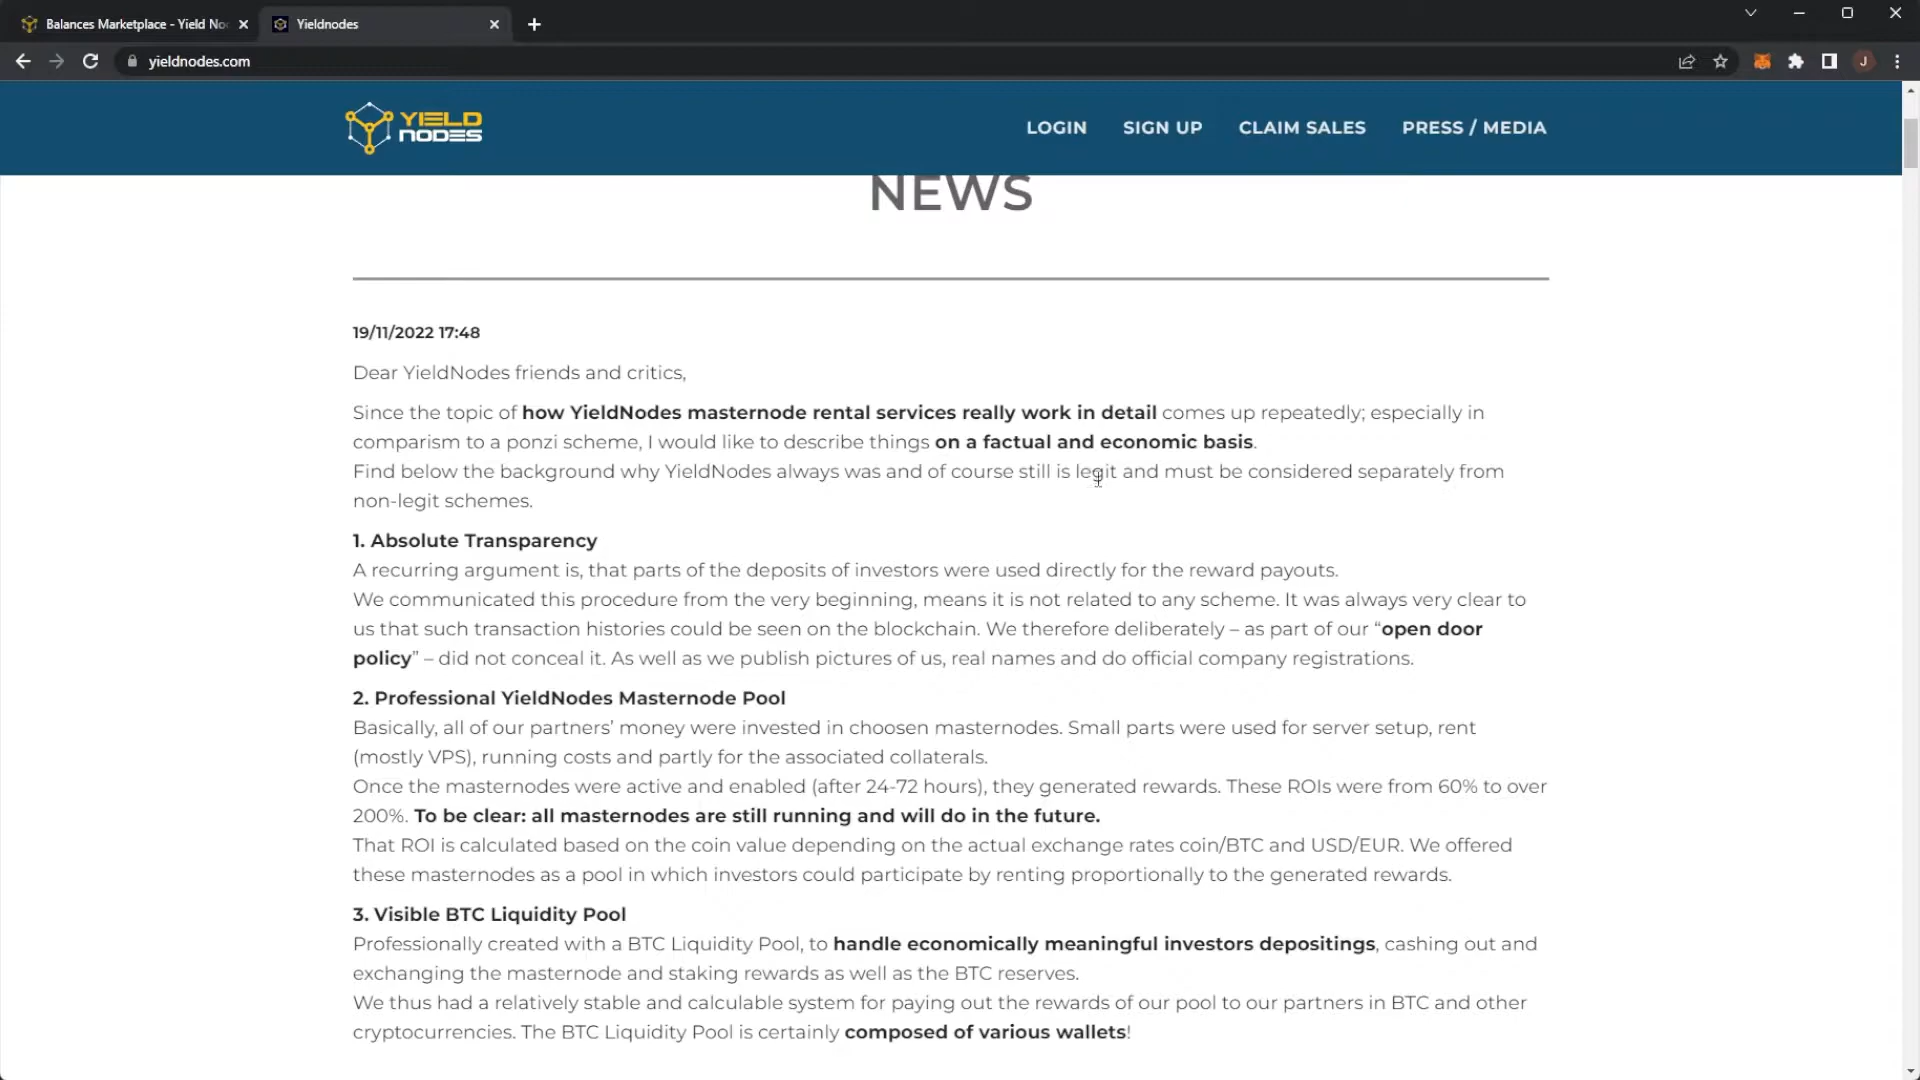 Balances Marketplace - Yield No
Yieldnodes
yieldnodes.com
J
YIELD
NODES
LOGIN
SIGN UP
CLAIM SALES
PRESS / MEDIA
NEWS
19/11/2022 17:48
Dear YieldNodes friends and critics,
Since the topic of how YieldNodes masternode rental services really work in detail comes up repeatedly; especially in
comparism to a ponzi scheme, I would like to describe things on a factual and economic basis.
Find below the background why YieldNodes always was and of course still is legit and must be considered separately from
non-legit schemes.
1. Absolute Transparency
A recurring argument is, that parts of the deposits of investors were used directly for the reward payouts.
We communicated this procedure from the very beginning, means it is not related to any scheme. It was always very clear to
us that such transaction histories could be seen on the blockchain. We therefore deliberately – as part of our “open door
policy” – did not conceal it. As well as we publish pictures of us, real names and do official company registrations.
2. Professional YieldNodes Masternode Pool
Basically, all of our partners’ money were invested in choosen masternodes. Small parts were used for server setup, rent
(mostly VPS), running costs and partly for the associated collaterals.
Once the masternodes were active and enabled (after 24-72 hours), they generated rewards. These ROIs were from 60% to over
200%. To be clear: all masternodes are still running and will do in the future.
That ROI is calculated based on the coin value depending on the actual exchange rates coin/BTC and USD/EUR. We offered
these masternodes as a pool in which investors could participate by renting proportionally to the generated rewards.
3. Visible BTC Liquidity Pool
Professionally created with a BTC Liquidity Pool, to handle economically meaningful investors depositings, cashing out and
exchanging the masternode and staking rewards as well as the BTC reserves.
We thus had a relatively stable and calculable system for paying out the rewards of our pool to our partners in BTC and other
cryptocurrencies. The BTC Liquidity Pool is certainly composed of various wallets!